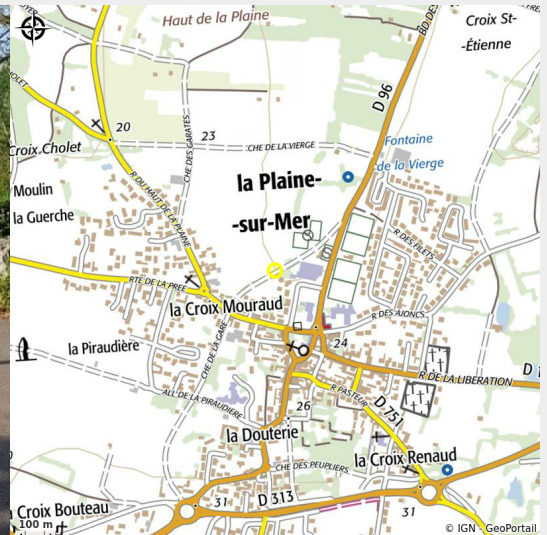 Haut de la Plaine
Croix St-
-Étienne
BD DES
D 96
20
23
CHE DES GARATES
CHE DE LA VIERGE
Croix Cholet
Fontaine
de la Vierge
la Plaine-
-sur-Mer
Moulin
la Guerche
R DU HAUT DE LA PLAINE
R DES FILETS
RTE DE LA PREE
la Croix Mouraud
R DES AJONCS
CHE DE LA GARE
24
la Piraudière
R DE LA LIBERATION
ALL DE LA PIRAUDIERE
R PASTEUR
D 751
26
la Douterie
la Croix Renaud
CHE DES PEUPLIERS
Croix Bouteau
31
D 313
31
100 m
© IGN - GeoPortail